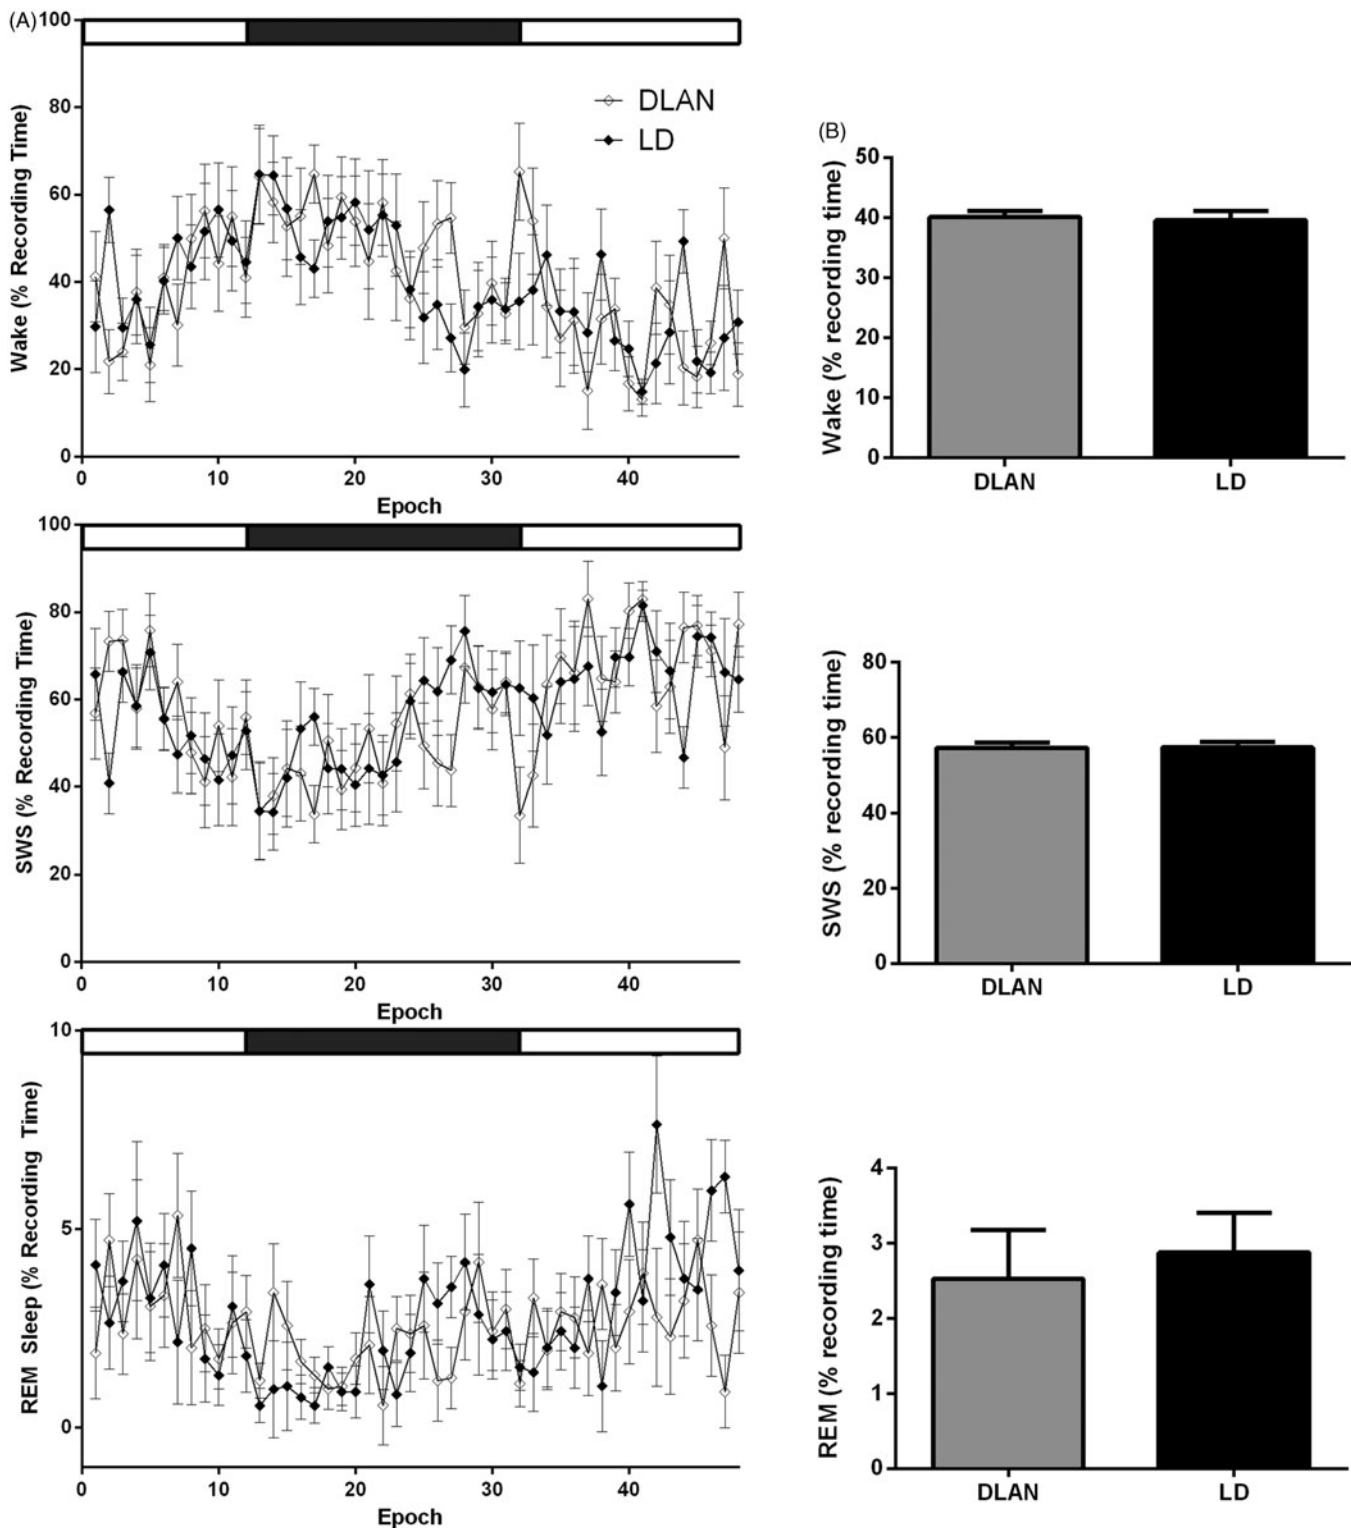 (A)
100
80
60
40
20
0
Wake (% Recording Time)
DLAN
LD
0
10
20
30
40
Epoch
(B)
50
40
30
20
10
0
Wake (% recording time)
DLAN
LD
100
80
60
40
20
0
SWS (% Recording Time)
0
10
20
30
40
Epoch
80
60
40
20
0
SWS (% recording time)
DLAN
LD
10
5
0
REM Sleep (% Recording Time)
0
10
20
30
40
Epoch
4
3
2
1
0
REM (% recording time)
DLAN
LD